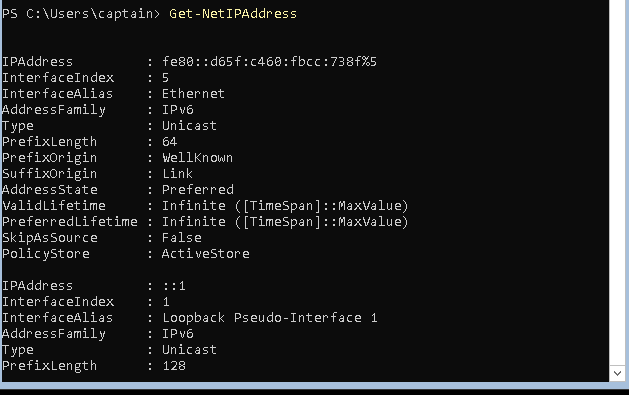 PS C:\Users\captain> Get-NetIPAddress
IPAddress         : fe80::d65f:c460:fbcc:738f%5
InterfaceIndex    : 5
InterfaceAlias    : Ethernet
AddressFamily     : IPv6
Type              : Unicast
PrefixLength      : 64
PrefixOrigin      : WellKnown
SuffixOrigin      : Link
AddressState      : Preferred
ValidLifetime     : Infinite ([TimeSpan]::MaxValue)
PreferredLifetime : Infinite ([TimeSpan]::MaxValue)
SkipAsSource      : False
PolicyStore       : ActiveStore
IPAddress         : ::1
InterfaceIndex    : 1
InterfaceAlias    : Loopback Pseudo-Interface 1
AddressFamily     : IPv6
Type              : Unicast
PrefixLength      : 128